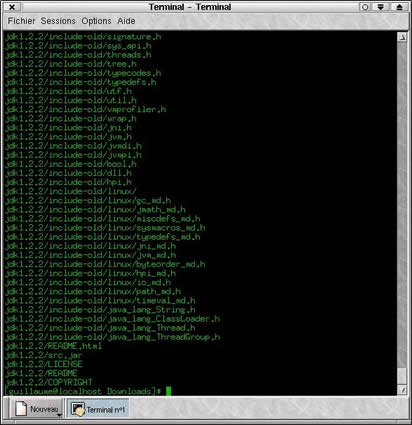 Terminal - Terminal
Fichier Sessions Options Aide
jdk1.2.2/include-old/signature.h
jdk1.2.2/include-old/sys_api.h
jdk1.2.2/include-old/threads.h
jdk1.2.2/include-old/tree.h
jdk1.2.2/include-old/typecodes.h
jdk1.2.2/include-old/typedefs.h
jdk1.2.2/include-old/utf.h
jdk1.2.2/include-old/util.h
jdk1.2.2/include-old/vmprofiler.h
jdk1.2.2/include-old/wrap.h
jdk1.2.2/include-old/jni.h
jdk1.2.2/include-old/jvm.h
jdk1.2.2/include-old/jvmdi.h
jdk1.2.2/include-old/jvmpi.h
jdk1.2.2/include-old/bool.h
jdk1.2.2/include-old/dll.h
jdk1.2.2/include-old/hpi.h
jdk1.2.2/include-old/linux/
jdk1.2.2/include-old/linux/gc_md.h
jdk1.2.2/include-old/linux/jmath_md.h
jdk1.2.2/include-old/linux/miscdefs_md.h
jdk1.2.2/include-old/linux/sysmacros_md.h
jdk1.2.2/include-old/linux/typedefs_md.h
jdk1.2.2/include-old/linux/jni_md.h
jdk1.2.2/include-old/linux/jvm_md.h
jdk1.2.2/include-old/linux/byteorder_md.h
jdk1.2.2/include-old/linux/hpi_md.h
jdk1.2.2/include-old/linux/io_md.h
jdk1.2.2/include-old/linux/path_md.h
jdk1.2.2/include-old/linux/timeval_md.h
jdk1.2.2/include-old/java_lang_String.h
jdk1.2.2/include-old/java_lang_ClassLoader.h
jdk1.2.2/include-old/java_lang_Thread.h
jdk1.2.2/include-old/java_lang_ThreadGroup.h
jdk1.2.2/README.html
jdk1.2.2/src.jar
jdk1.2.2/LICENSE
jdk1.2.2/README
jdk1.2.2/COPYRIGHT
[guillaume@localhost Downloads]#
Nouveau Terminal n°1